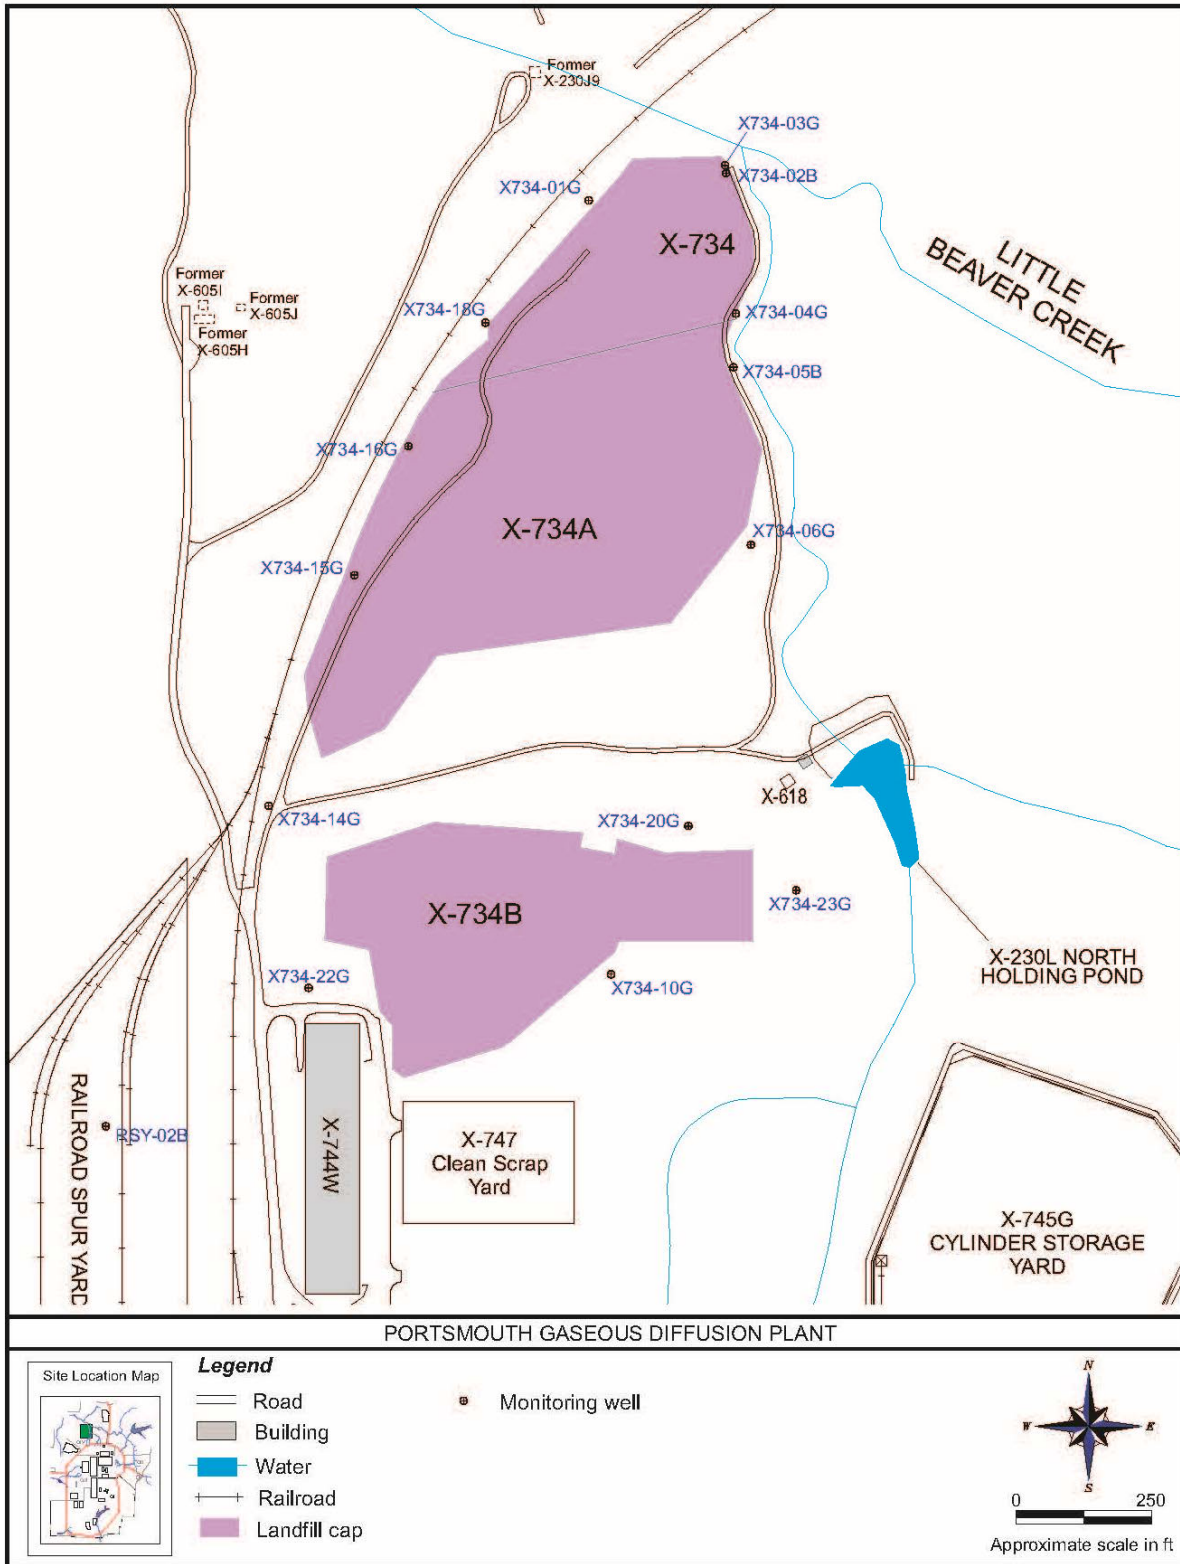 Former
X-230J9
X734-03G
X734-02B
X734-01G
X-734
LITTLE
BEAVER CREEK
Former
X-605I
Former
X-605J
Former
X-605H
X734-18G
X734-04G
X734-05B
X734-16G
X-734A
X734-06G
X734-15G
X-618
X734-14G
X734-20G
X-734B
X734-23G
X-230L NORTH
HOLDING POND
X734-22G
X734-10G
RAILROAD SPUR YARD
RSY-02B
X-744W
X-747
Clean Scrap
Yard
X-745G
CYLINDER STORAGE
YARD
PORTSMOUTH GASEOUS DIFFUSION PLANT
Site Location Map
Legend
Road
Building
Water
Railroad
Landfill cap
Monitoring well
N
W
E
S
0
250
Approximate scale in ft